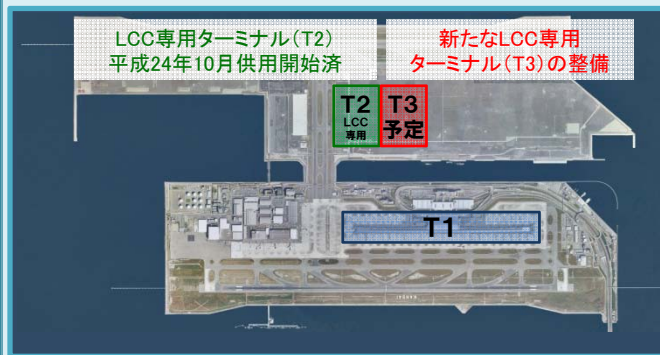 LCC専用ターミナル(T2)
平成24年10月供用開始済
新たなLCC専用
ターミナル(T3)の整備
T2
LCC
専用
T3
予定
T1